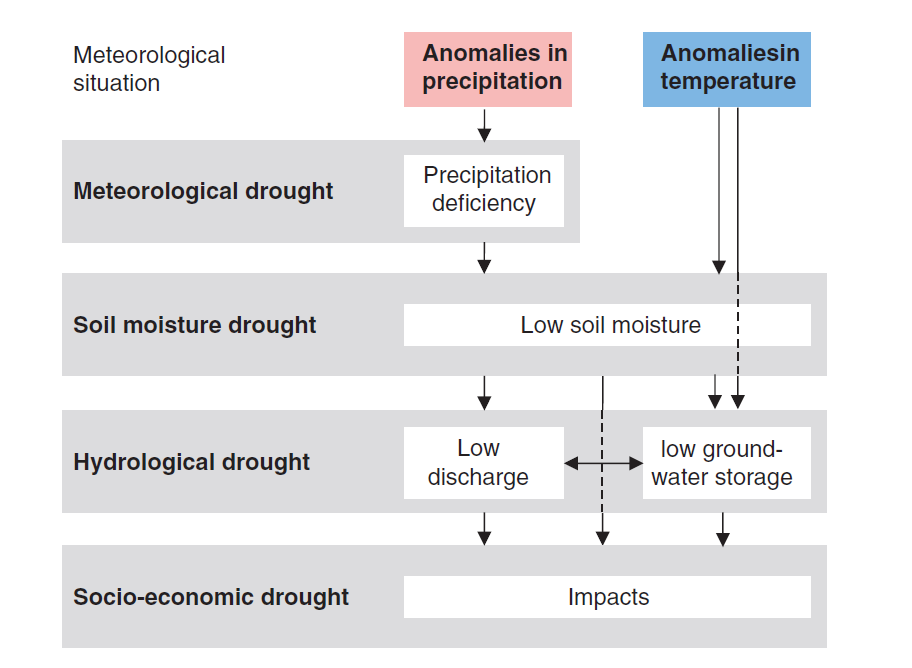 Meteorological
situation
Anomalies in
precipitation
Anomaliesin
temperature
Meteorological drought
Precipitation
deficiency
Soil moisture drought
Low soil moisture
Hydrological drought
Low
discharge
low ground-
water storage
Socio-economic drought
Impacts